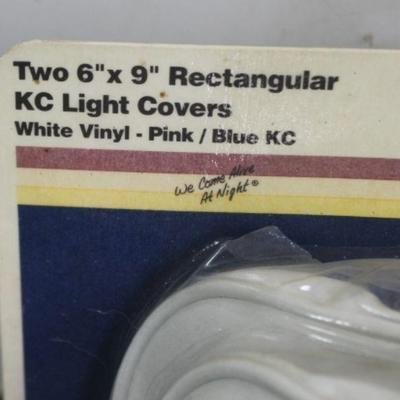 Two 6"x 9" Rectangular
KC Light Covers
White Vinyl - Pink / Blue KC
We Come Alive
At Night®